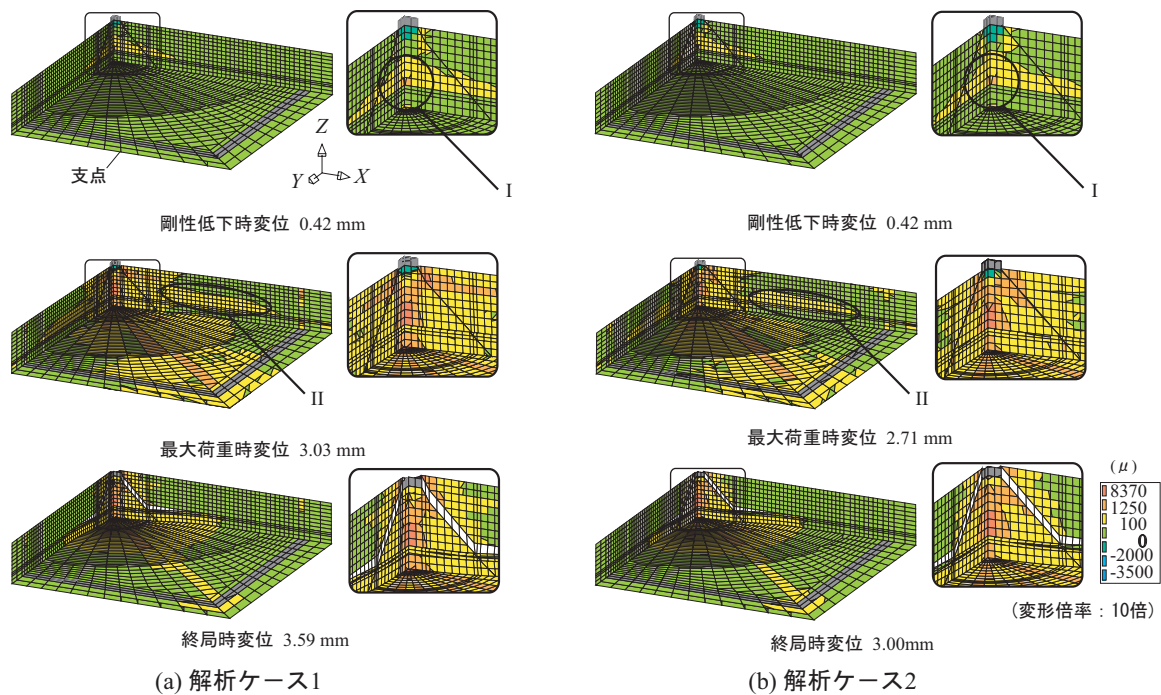 支点
Z
Y
X
I
剛性低下時変位 0.42 mm
II
最大荷重時変位 3.03 mm
終局時変位 3.59 mm
(a) 解析ケース1
I
剛性低下時変位 0.42 mm
II
最大荷重時変位 2.71 mm
終局時変位 3.00mm
(μ)
8370
1250
100
0
-2000
-3500
(変形倍率:10倍)
(b) 解析ケース2